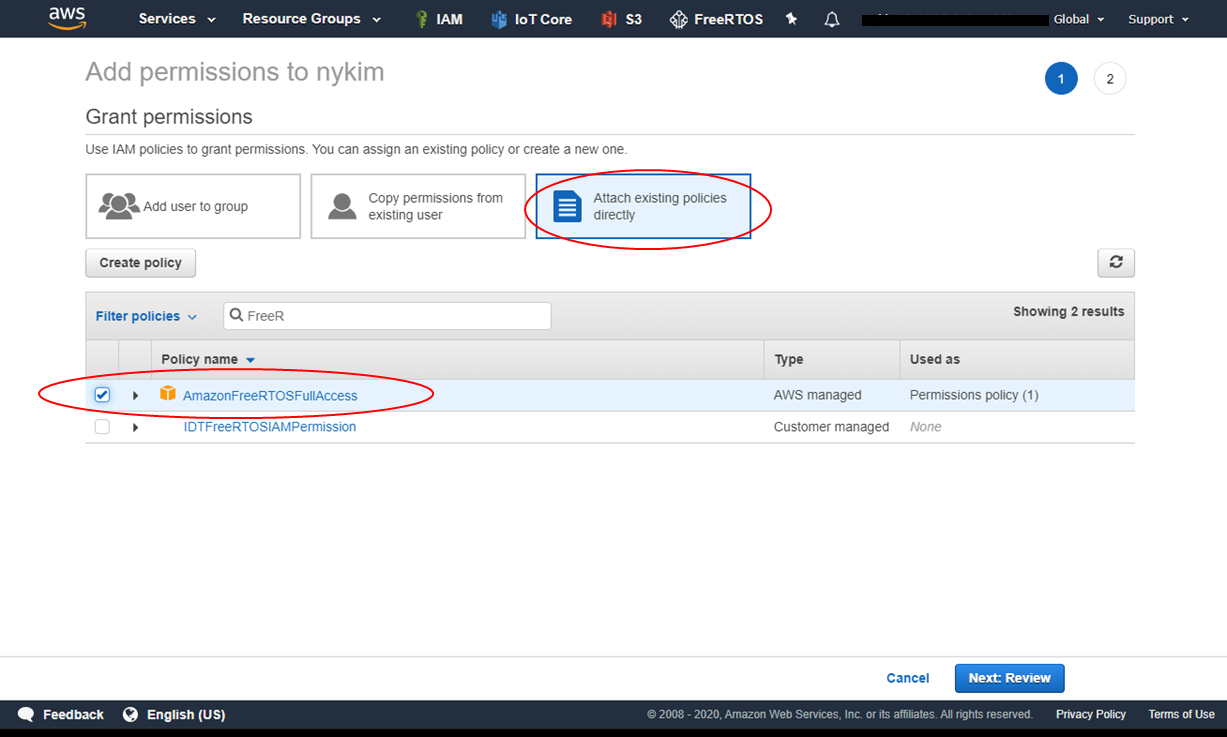 aws Services Resource Groups IAM IoT Core S3 FreeRTOS Global Support
Add permissions to nykim
1 2
Grant permissions
Use IAM policies to grant permissions. You can assign an existing policy or create a new one.
Add user to group
Copy permissions from
existing user
Attach existing policies
directly
Create policy
Filter policies FreeR Showing 2 results
Policy name Type Used as
AmazonFreeRTOSFullAccess AWS managed Permissions policy (1)
IDTFreeRTOSIAMPermission Customer managed None
Cancel Next: Review
Feedback English (US) © 2008 - 2020, Amazon Web Services, Inc. or its affiliates. All rights reserved. Privacy Policy Terms of Use